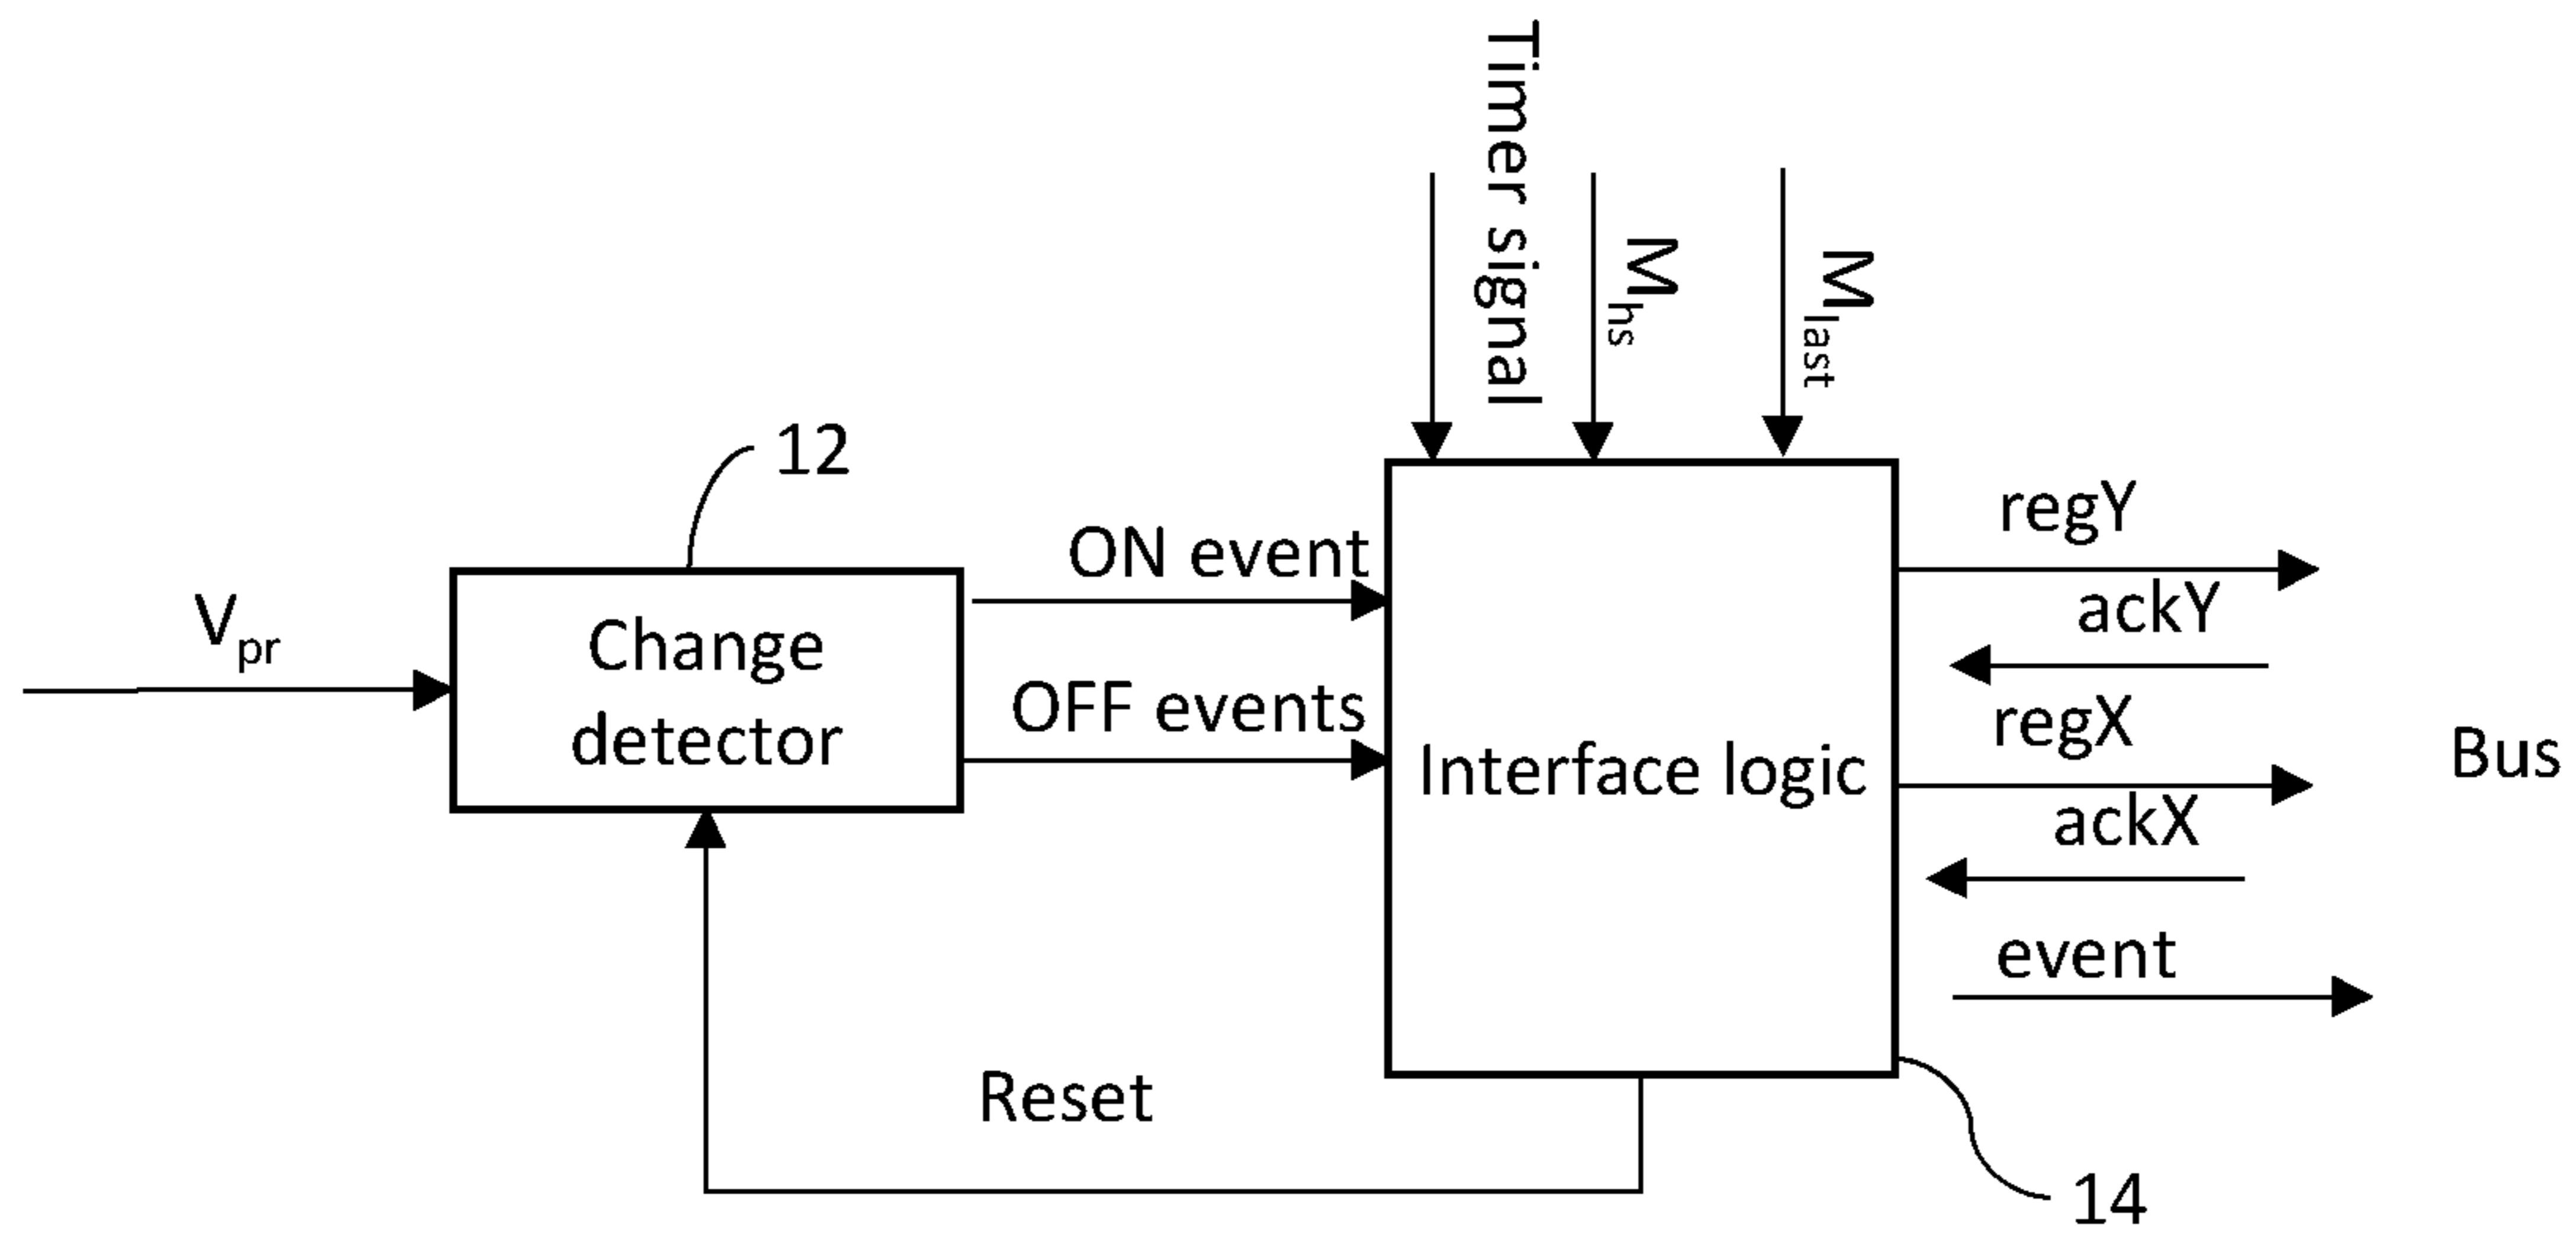 Timer signal
Mhs
Mlast
12
ON event
regY
Vpr
Change
detector
ackY
OFF events
regX
Interface logic
Bus
ackX
event
Reset
14